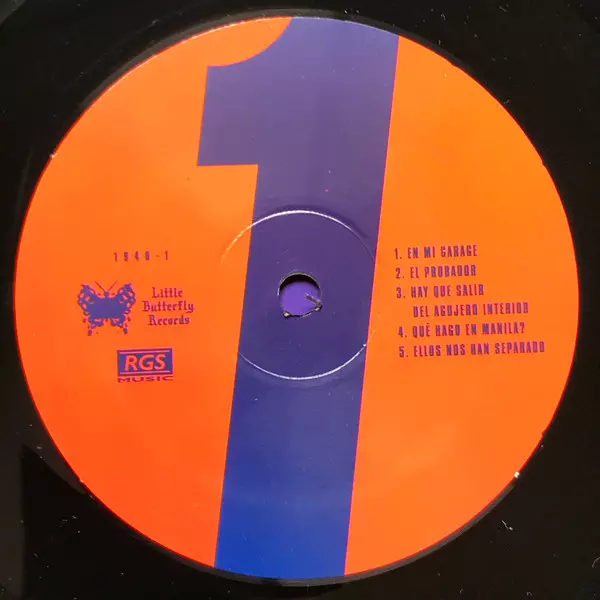 1
1940-1
Little
Butterfly
Records
RGS
MUSIC
1. EN MI GARAGE
2. EL PROBADOR
3. HAY QUE SALIR
DEL AGUJERO INTERIOR
4. QUÈ HAGO EN MANILA?
5. ELLOS NOS HAN SEPARADO